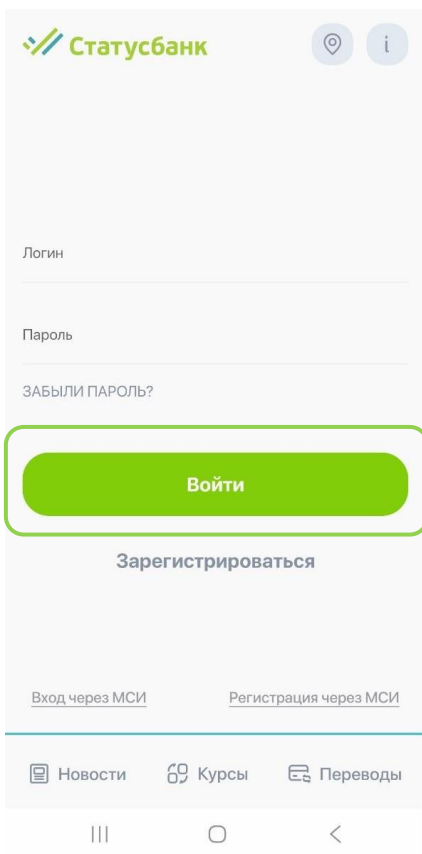 Статусбанк
i
Логин
Пароль
ЗАБЫЛИ ПАРОЛЬ?
Войти
Зарегистрироваться
Вход через МСИ Регистрация через МСИ
Новости Курсы Переводы